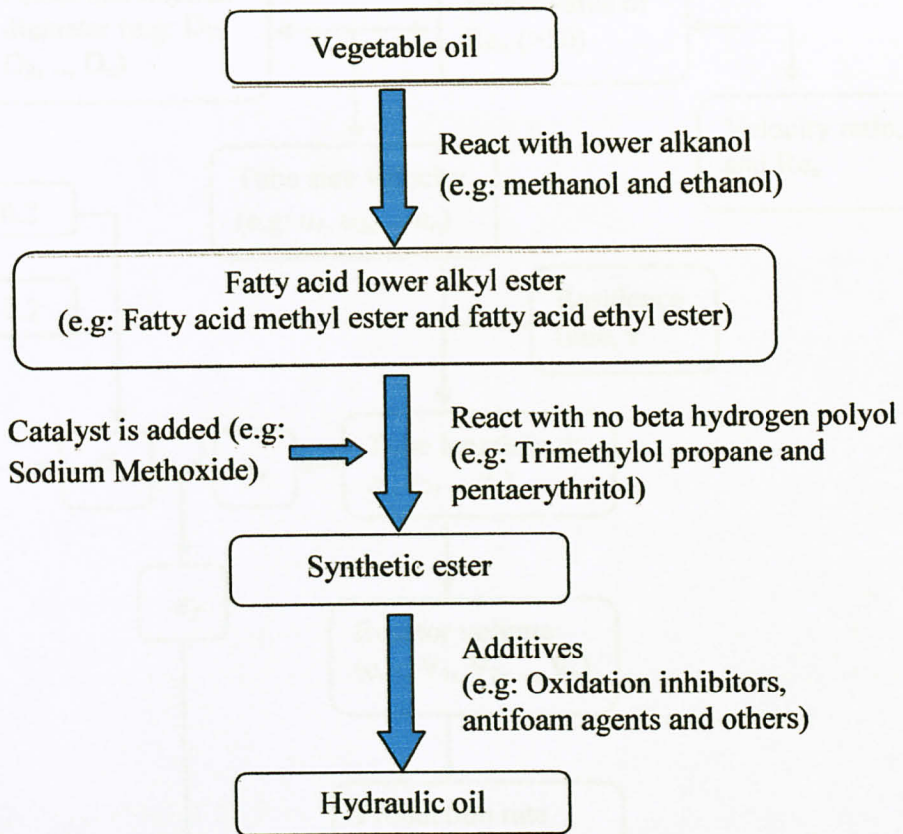 Vegetable oil
React with lower alkanol
(e.g: methanol and ethanol)
Fatty acid lower alkyl ester
(e.g: Fatty acid methyl ester and fatty acid ethyl ester)
Catalyst is added (e.g:
Sodium Methoxide)
React with no beta hydrogen polyol
(e.g: Trimethylol propane and
pentaerythritol)
Synthetic ester
Additives
(e.g: Oxidation inhibitors,
antifoam agents and others)
Hydraulic oil